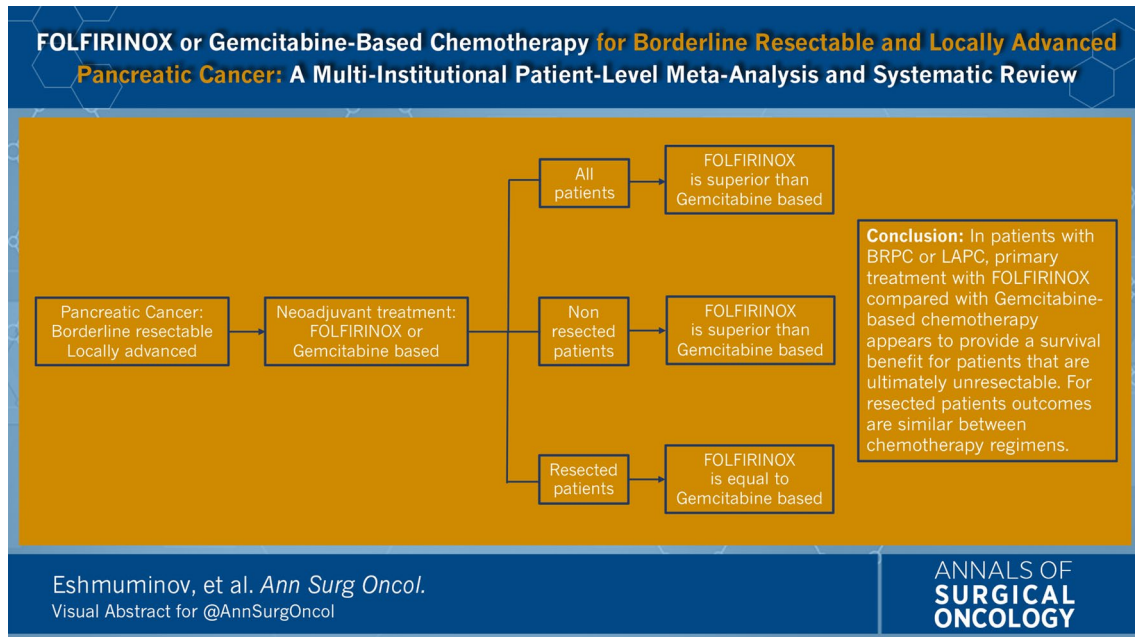 FOLFIRINOX or Gemcitabine-Based Chemotherapy for Borderline Resectable and Locally Advanced
Pancreatic Cancer: A Multi-Institutional Patient-Level Meta-Analysis and Systematic Review
Pancreatic Cancer:
Borderline resectable
Locally advanced
Neoadjuvant treatment:
FOLFIRINOX or
Gemcitabine based
All
patients
FOLFIRINOX
is superior than
Gemcitabine based
Non
resected
patients
FOLFIRINOX
is superior than
Gemcitabine based
Resected
patients
FOLFIRINOX
is equal to
Gemcitabine based
Conclusion: In patients with
BRPC or LAPC, primary
treatment with FOLFIRINOX
compared with Gemcitabine-
based chemotherapy
appears to provide a survival
benefit for patients that are
ultimately unresectable. For
resected patients outcomes
are similar between
chemotherapy regimens.
Eshmuminov, et al. Ann Surg Oncol.
Visual Abstract for @AnnSurgOncol
ANNALS OF
SURGICAL
ONCOLOGY